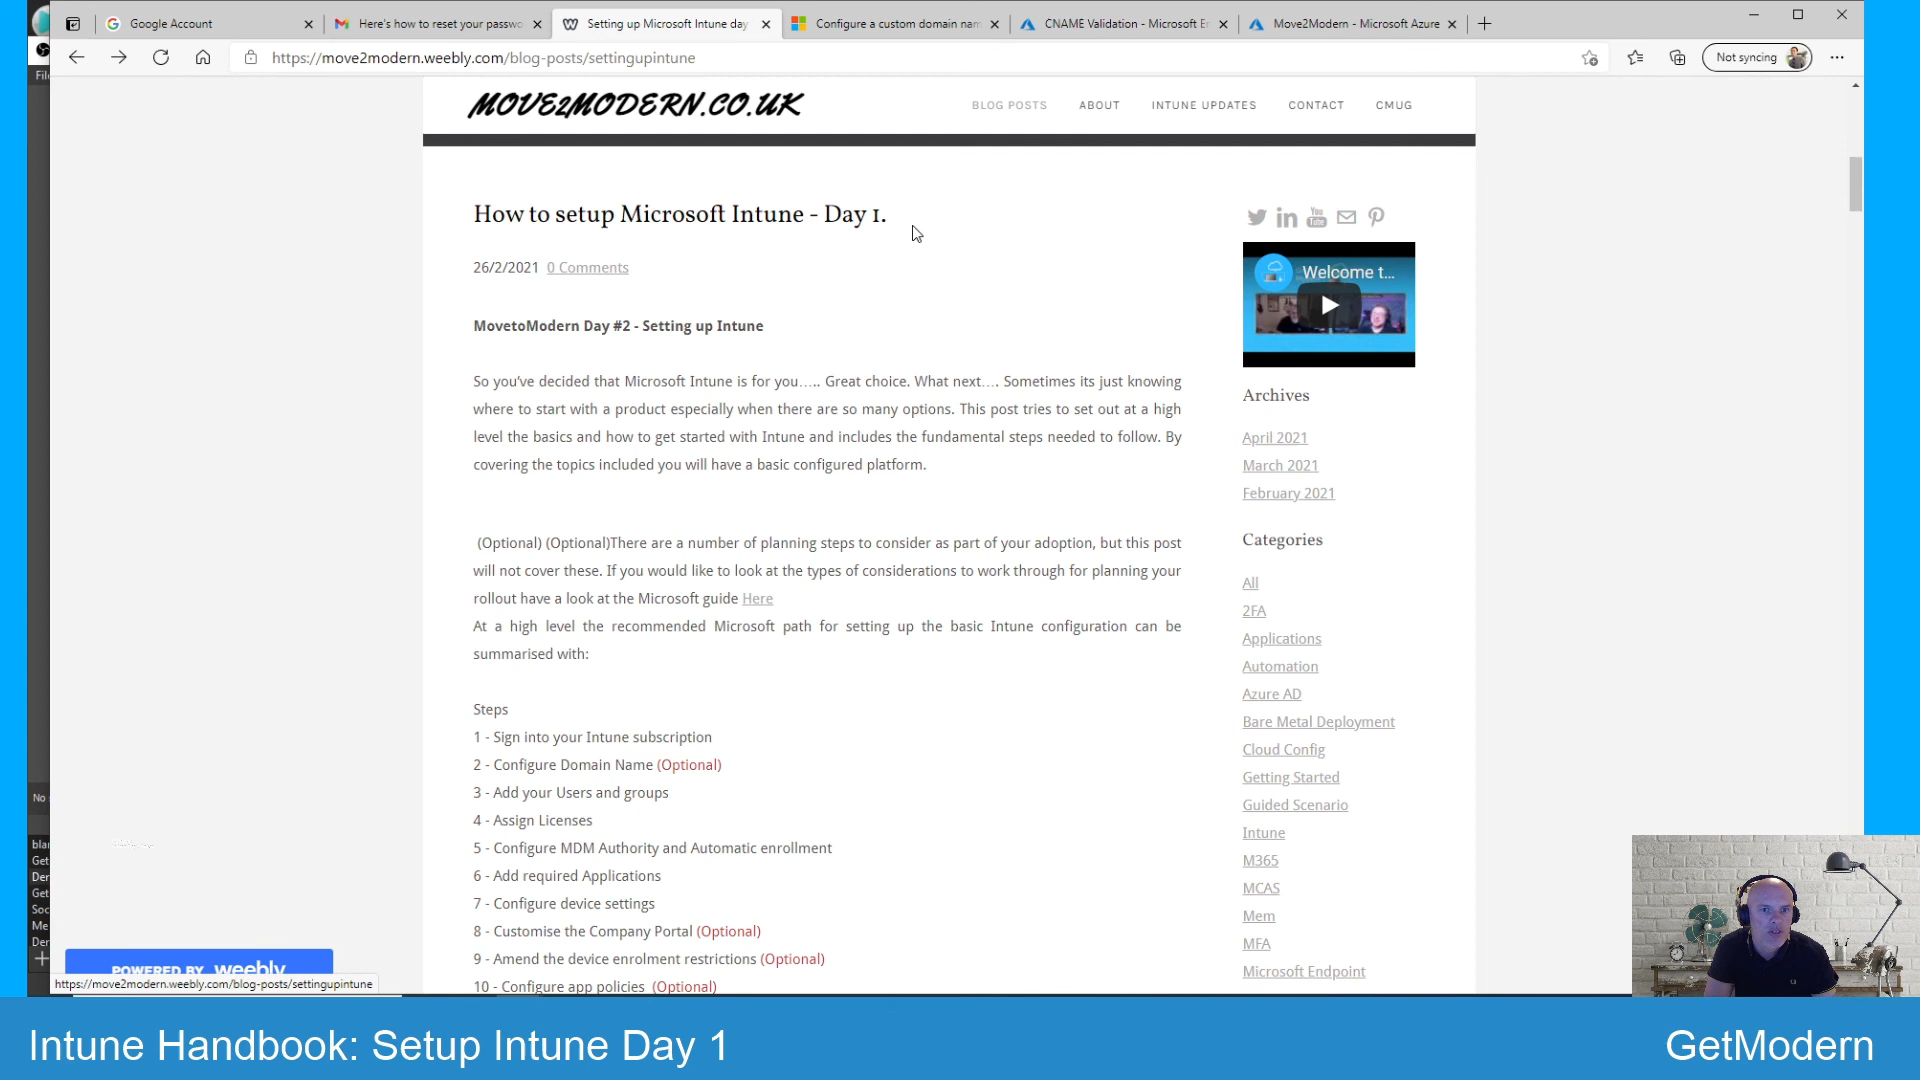 Google Account
Here's how to reset your passwo
Setting up Microsoft Intune day
Configure a custom domain nam
CNAME Validation - Microsoft En
Move2Modern - Microsoft Azure
https://move2modern.weebly.com/blog-posts/settingupintune
Not syncing
MOVE2MODERN.CO.UK
BLOG POSTS
ABOUT
INTUNE UPDATES
CONTACT
CMUG
How to setup Microsoft Intune - Day 1.
26/2/2021 0 Comments
MovetoModern Day #2 - Setting up Intune
So you've decided that Microsoft Intune is for you….. Great choice. What next…. Sometimes its just knowing
where to start with a product especially when there are so many options. This post tries to set out at a high
level the basics and how to get started with Intune and includes the fundamental steps needed to follow. By
covering the topics included you will have a basic configured platform.
(Optional) (Optional)There are a number of planning steps to consider as part of your adoption, but this post
will not cover these. If you would like to look at the types of considerations to work through for planning your
rollout have a look at the Microsoft guide Here
At a high level the recommended Microsoft path for setting up the basic Intune configuration can be
summarised with:
Steps
1 - Sign into your Intune subscription
2 - Configure Domain Name (Optional)
3 - Add your Users and groups
4 - Assign Licenses
5 - Configure MDM Authority and Automatic enrollment
6 - Add required Applications
7 - Configure device settings
8 - Customise the Company Portal (Optional)
9 - Amend the device enrolment restrictions (Optional)
10 - Configure app policies (Optional)
You Tube
Welcome t...
Archives
April 2021
March 2021
February 2021
Categories
All
2FA
Applications
Automation
Azure AD
Bare Metal Deployment
Cloud Config
Getting Started
Guided Scenario
Intune
M365
MCAS
Mem
MFA
Microsoft Endpoint
File
No
blan
Get
Der
Get
Soc
Me
Der
POWERED BY weebly
https://move2modern.weebly.com/blog-posts/settingupintune
Intune Handbook: Setup Intune Day 1
GetModern